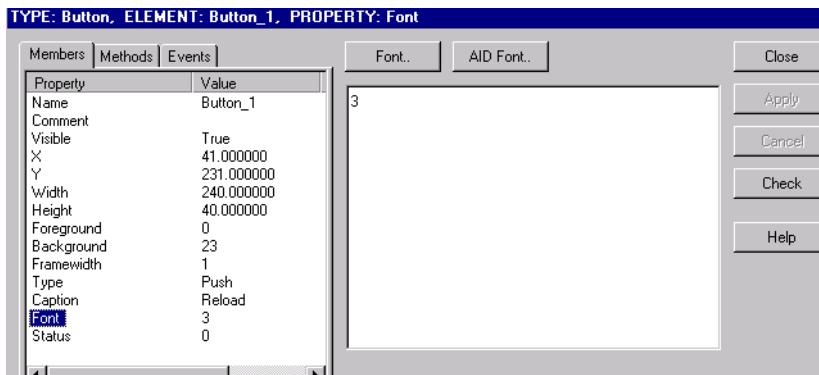 TYPE: Button, ELEMENT: Button_1, PROPERTY: Font
Members Methods Events
Property Value
Name Button_1
Comment
Visible True
X 41.000000
Y 231.000000
Width 240.000000
Height 40.000000
Foreground 0
Background 23
Framewidth 1
Type Push
Caption Reload
Font 3
Status 0
Font.. AID Font..
3
Close
Apply
Cancel
Check
Help